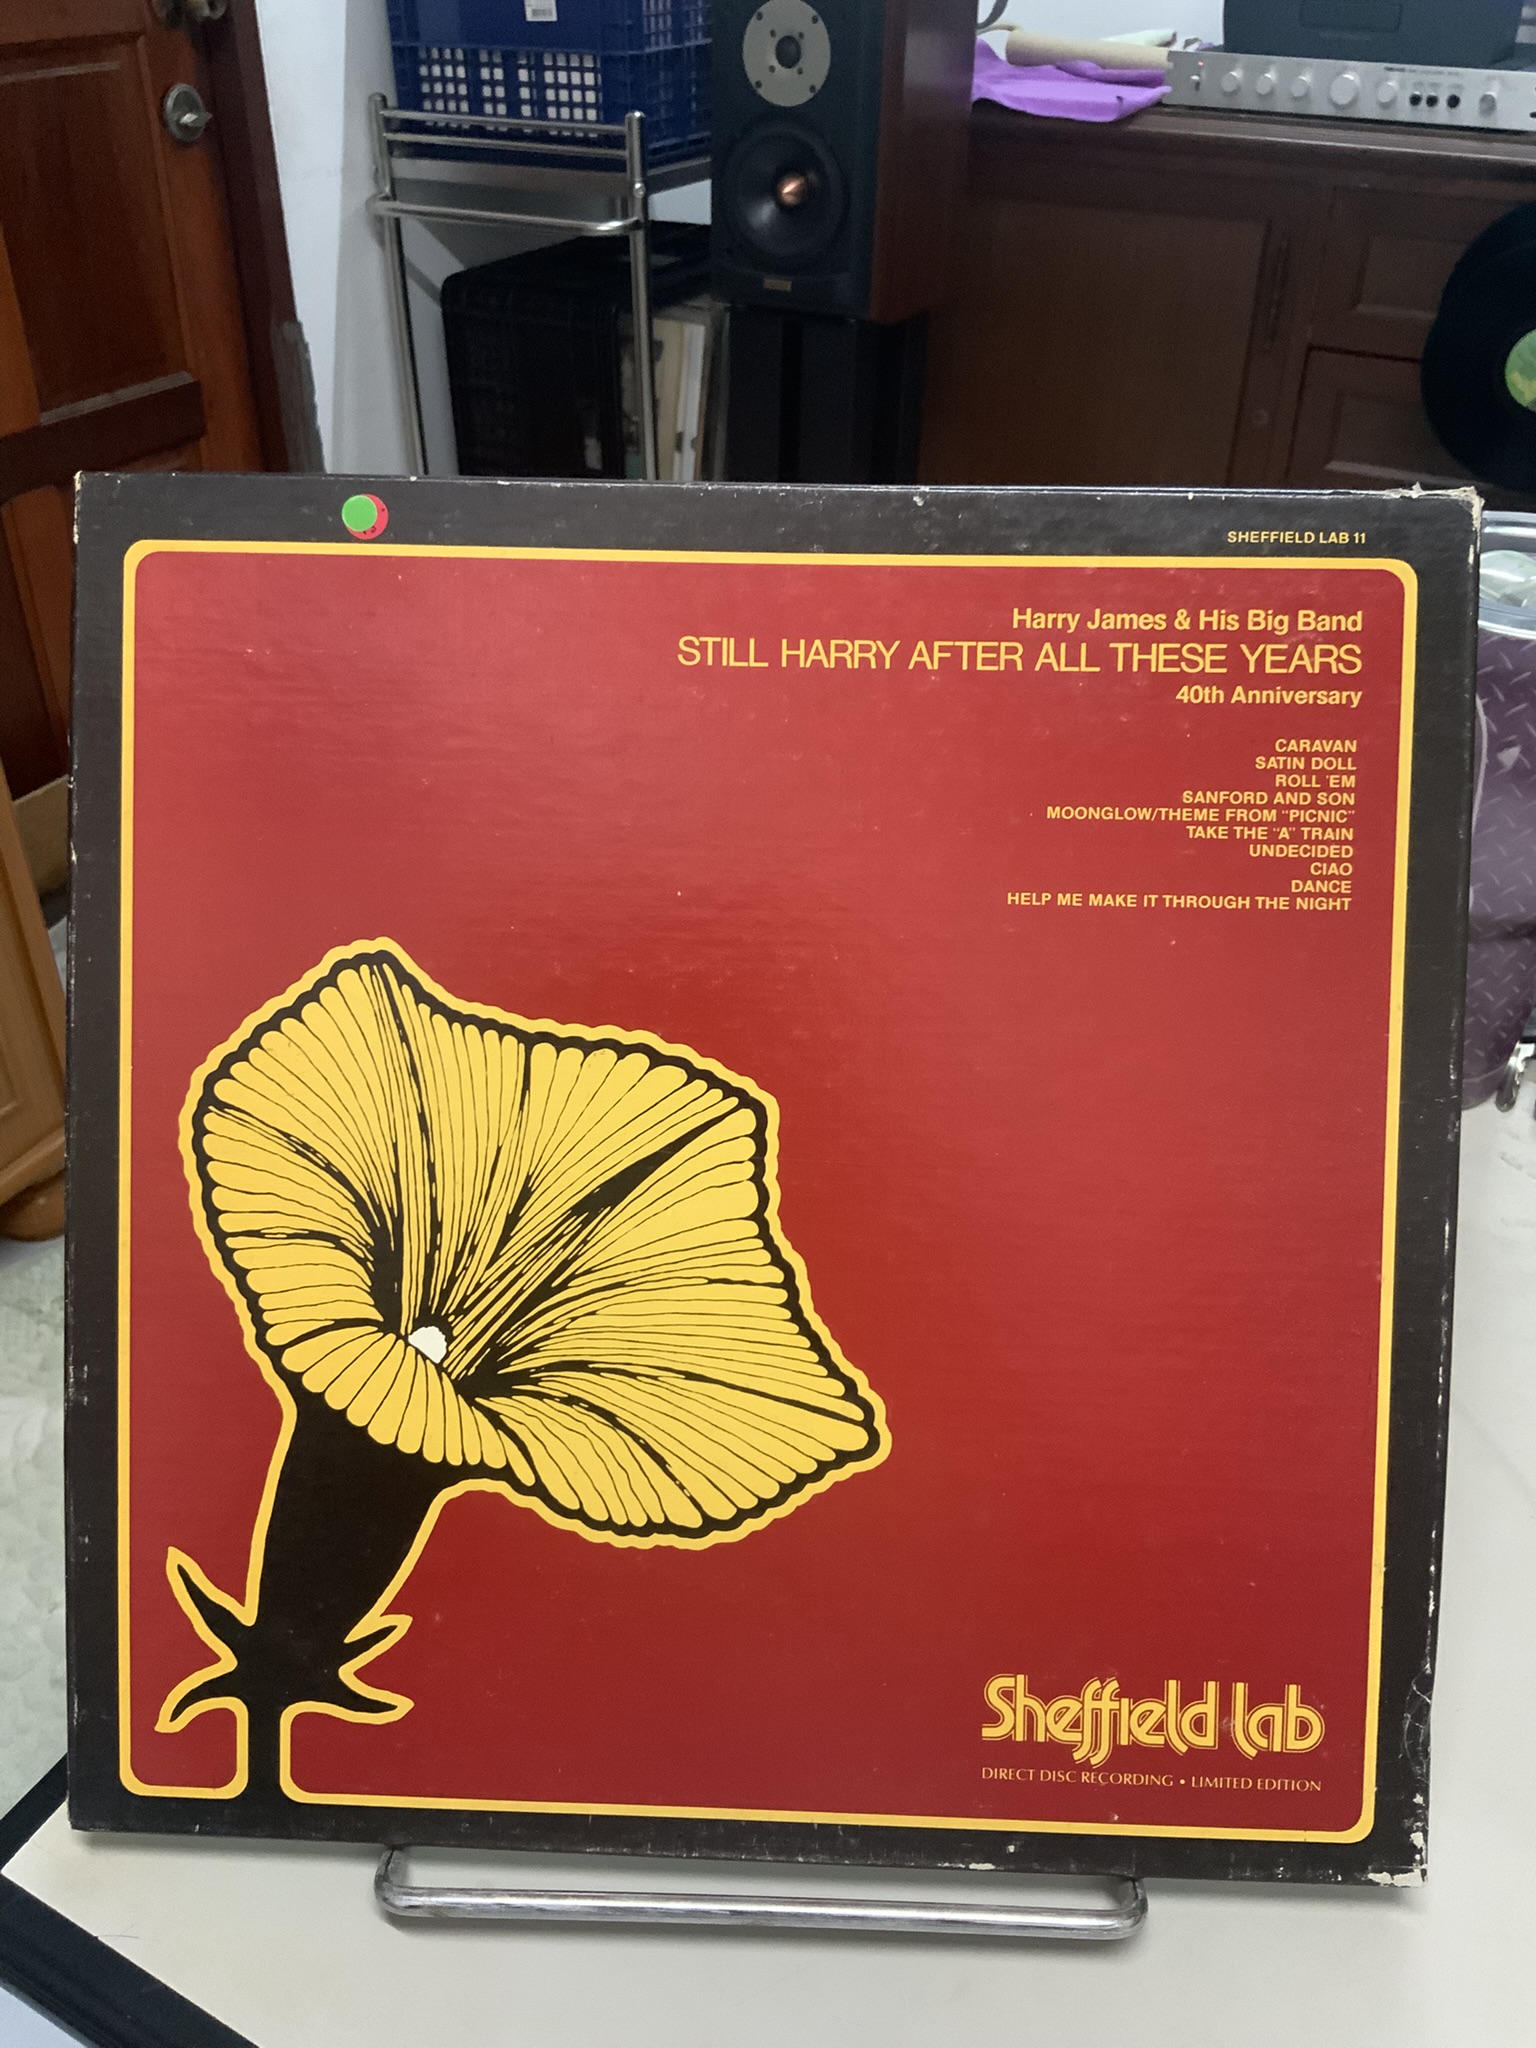 SHEFFIELD LAB 11
Harry James & His Big Band
STILL HARRY AFTER ALL THESE YEARS
40th Anniversary
CARAVAN
SATIN DOLL
ROLL 'EM
SANFORD AND SON
MOONGLOW/THEME FROM "PICNIC"
TAKE THE "A" TRAIN
UNDECIDED
CIAO
DANCE
HELP ME MAKE IT THROUGH THE NIGHT
Sheffield lab
DIRECT DISC RECORDING • LIMITED EDITION